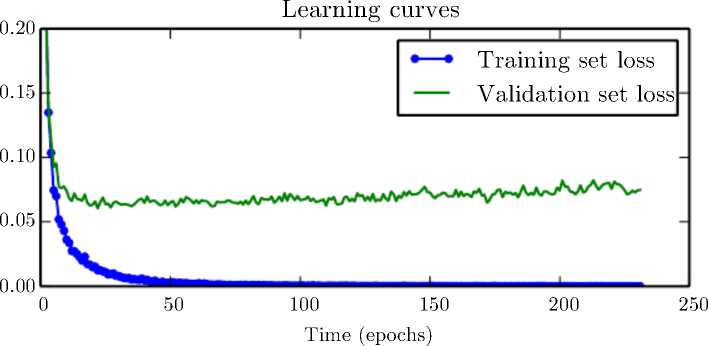 Learning curves
0.20
0.15
0.10
0.05
0.00
Training set loss
Validation set loss
0 50 100 150 200 250
Time (epochs)